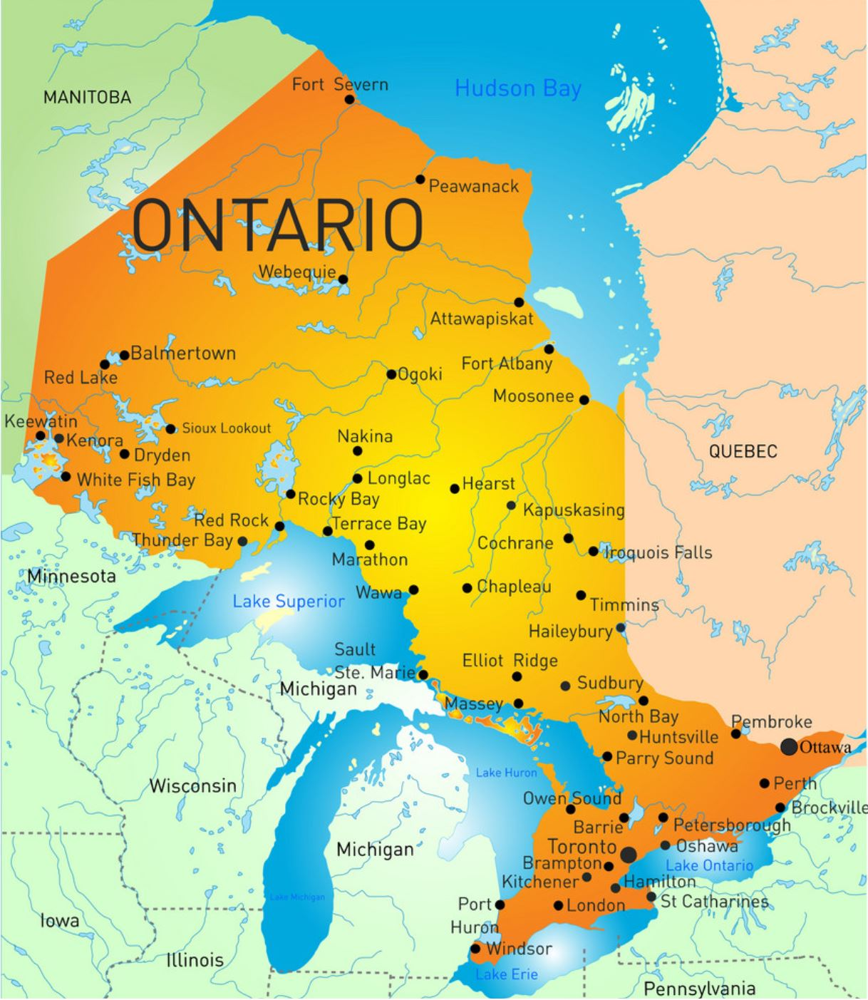 Fort Severn
Hudson Bay
MANITOBA
Peawanack
ONTARIO
Webequie
Attawapiskat
Balmertown
Fort Albany
Red Lake
Ogoki
Moosonee
Keewatin
Sioux Lookout
Kenora
Nakina
Dryden
QUEBEC
White Fish Bay
Longlac
Hearst
Rocky Bay
Kapuskasing
Red Rock
Terrace Bay
Thunder Bay
Cochrane
Iroquois Falls
Marathon
Minnesota
Wawa
Chapleau
Lake Superior
Timmins
Haileybury
Sault
Ste. Marie
Elliot Ridge
Sudbury
Michigan
Massey
North Bay
Pembroke
Huntsville
Ottawa
Parry Sound
Lake Huron
Wisconsin
Perth
Owen Sound
Brockville
Barrie
Petersborough
Toronto
Oshawa
Michigan
Brampton
Lake Ontario
Kitchener
Hamilton
Lake Michigan
St Catharines
Port
Huron
London
Iowa
Windsor
Illinois
Lake Erie
Pennsylvania